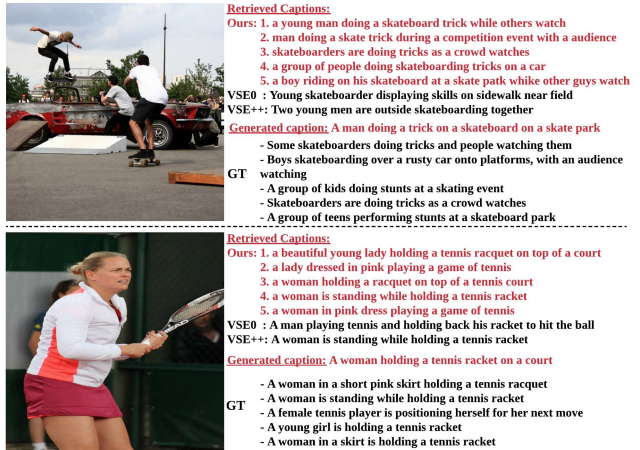 Retrieved Captions:
Ours: 1. a young man doing a skateboard trick while others watch
2. man doing a skate trick during a competition event with a audience
3. skateboarders are doing tricks as a crowd watches
4. a group of people doing skateboarding tricks on a car
5. a boy riding on his skateboard at a skate patk whike other guys watch
VSE0 : Young skateboarder displaying skills on sidewalk near field
VSE++: Two young men are outside skateboarding together
Generated caption: A man doing a trick on a skateboard on a skate park
GT
- Some skateboarders doing tricks and people watching them
- Boys skateboarding over a rusty car onto platforms, with an audience
watching
- A group of kids doing stunts at a skating event
- Skateboarders are doing tricks as a crowd watches
- A group of teens performing stunts at a skateboard park
Retrieved Captions:
Ours: 1. a beautiful young lady holding a tennis racquet on top of a court
2. a lady dressed in pink playing a game of tennis
3. a woman holding a racquet on top of a tennis court
4. a woman is standing while holding a tennis racket
5. a woman in pink dress playing a game of tennis
VSE0 : A man playing tennis and holding back his racket to hit the ball
VSE++: A woman is standing while holding a tennis racket
Generated caption: A woman holding a tennis racket on a court
GT
- A woman in a short pink skirt holding a tennis racquet
- A woman is standing while holding a tennis racket
- A female tennis player is positioning herself for her next move
- A young girl is holding a tennis racket
- A woman in a skirt is holding a tennis racket